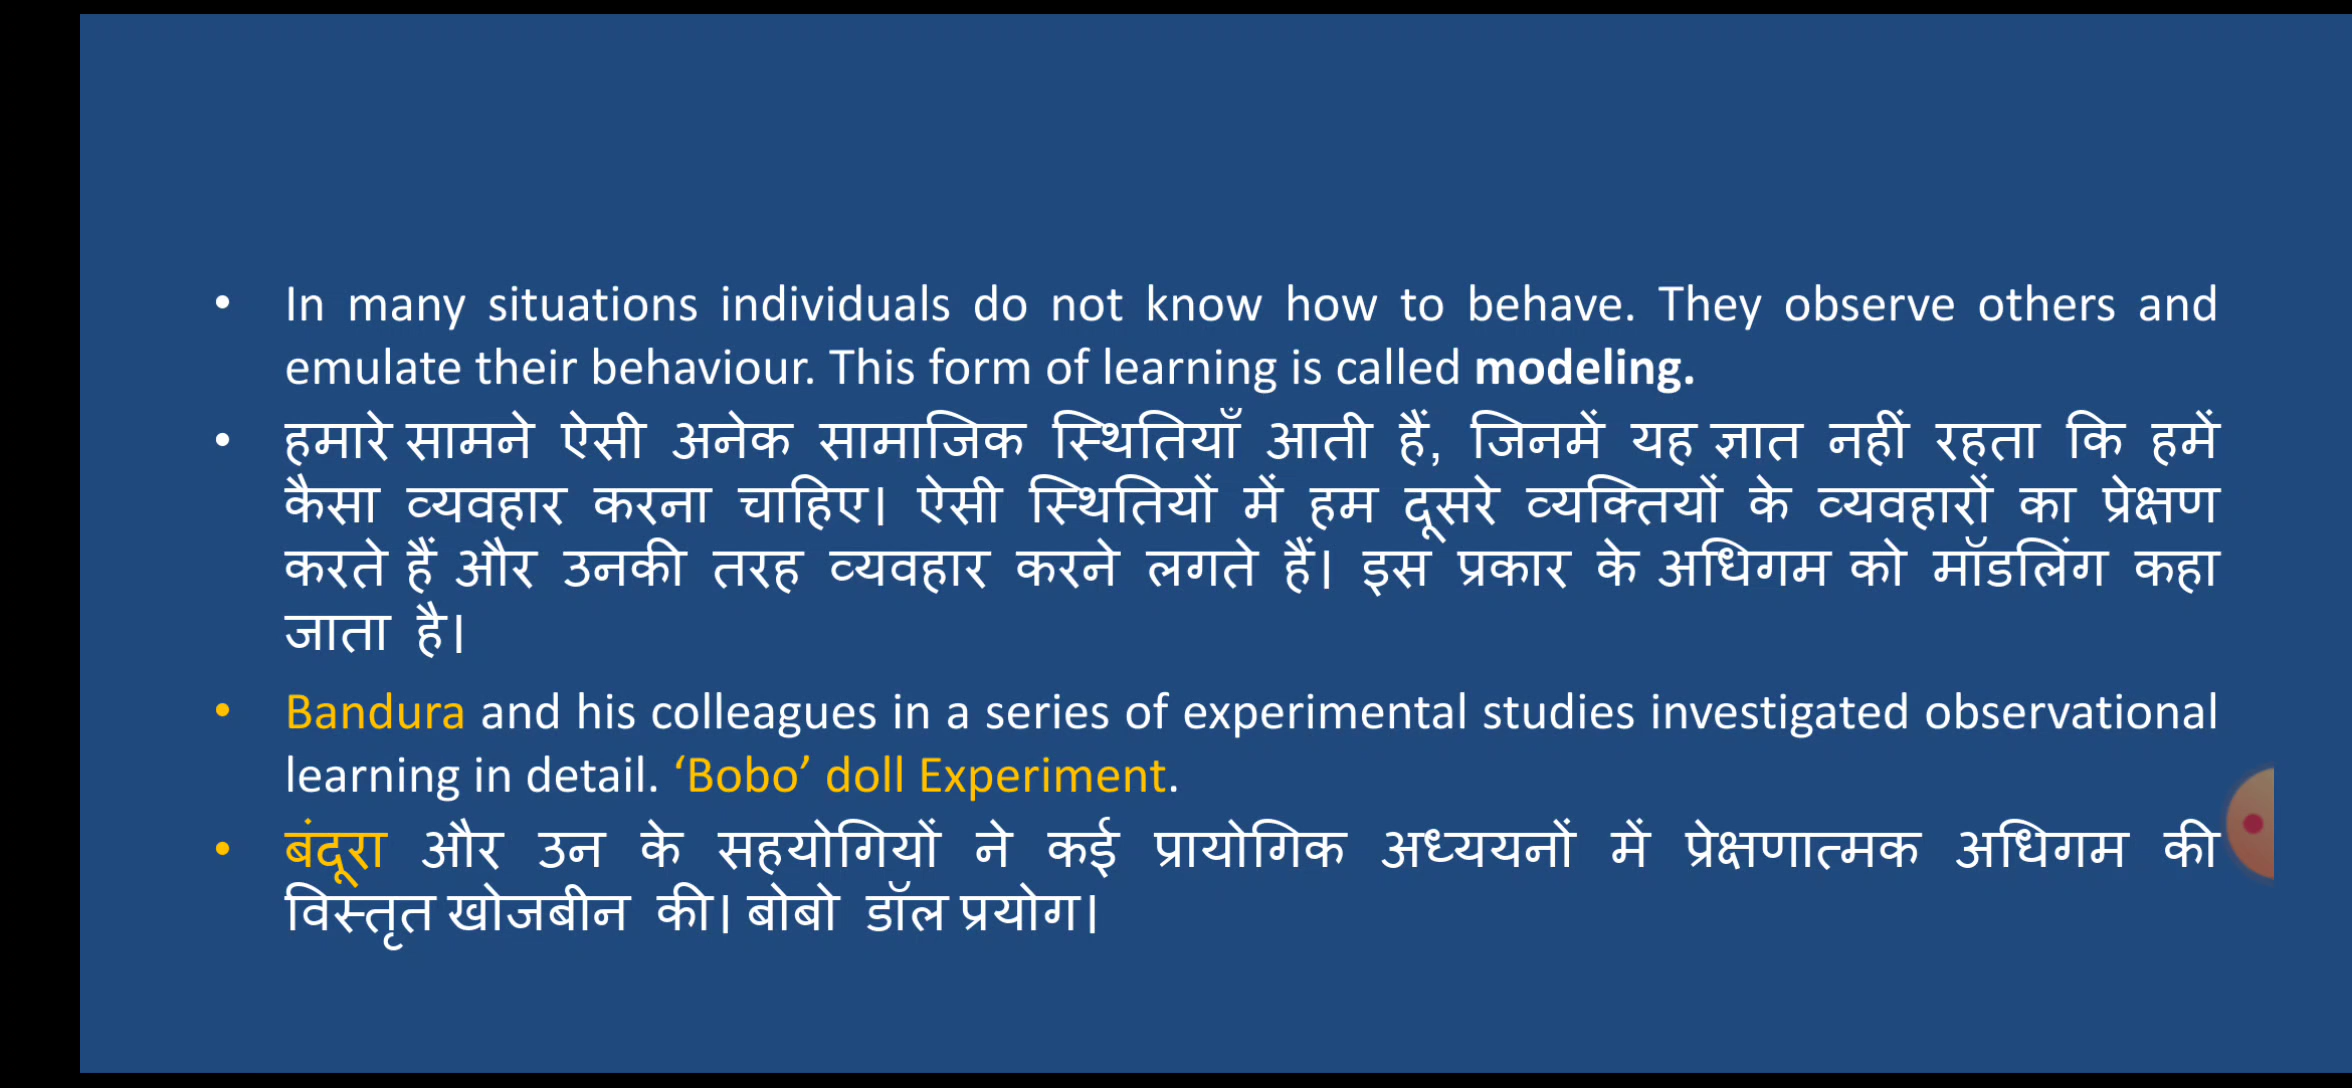 • In many situations individuals do not know how to behave. They observe others and
emulate their behaviour. This form of learning is called modeling.
• हमारे सामने ऐसी अनेक सामाजिक स्थितियाँ आती हैं, जिनमें यह ज्ञात नहीं रहता कि हमें
कैसा व्यवहार करना चाहिए। ऐसी स्थितियों में हम दूसरे व्यक्तियों के व्यवहारों का प्रेक्षण
करते हैं और उनकी तरह व्यवहार करने लगते हैं। इस प्रकार के अधिगम को मॉडलिंग कहा
जाता है।
• Bandura and his colleagues in a series of experimental studies investigated observational
learning in detail. ‘Bobo’ doll Experiment.
• बंदूरा और उन के सहयोगियों ने कई प्रायोगिक अध्ययनों में प्रेक्षणात्मक अधिगम की
विस्तृत खोजबीन की। बोबो डॉल प्रयोग।